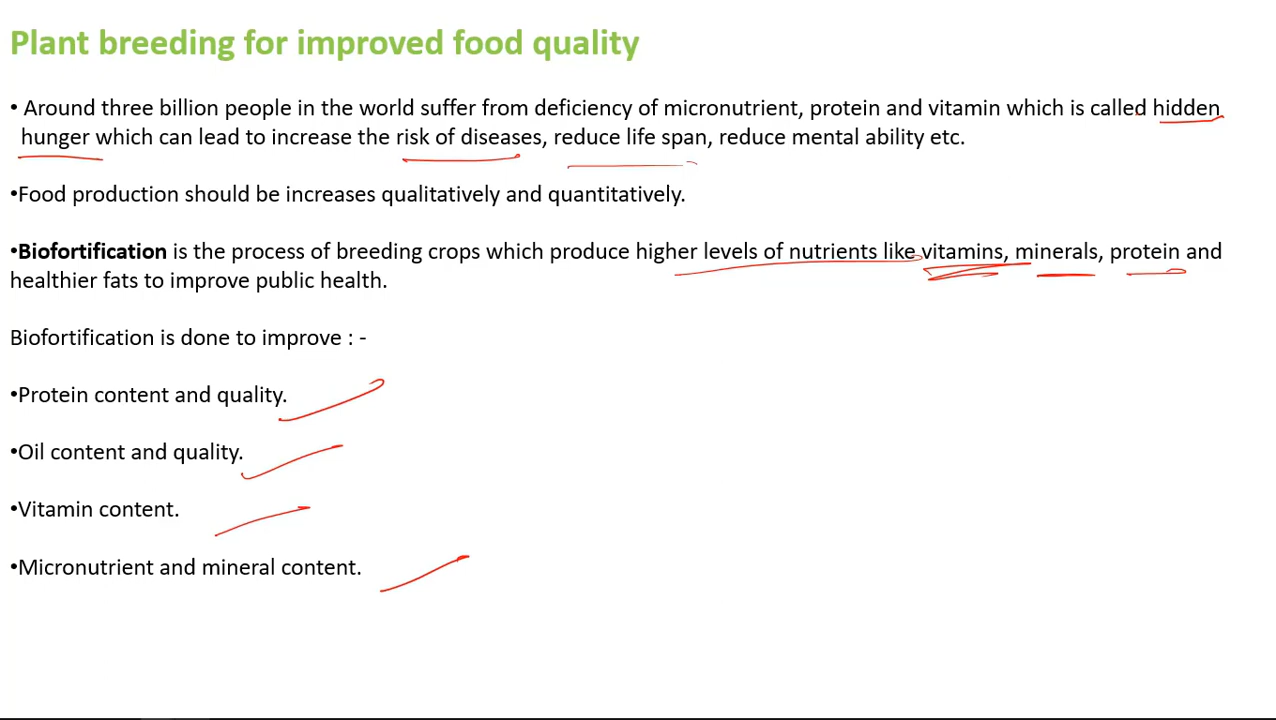 Plant breeding for improved food quality
• Around three billion people in the world suffer from deficiency of micronutrient, protein and vitamin which is called hidden
hunger which can lead to increase the risk of diseases, reduce life span, reduce mental ability etc.
•Food production should be increases qualitatively and quantitatively.
•Biofortification is the process of breeding crops which produce higher levels of nutrients like vitamins, minerals, protein and
healthier fats to improve public health.
Biofortification is done to improve : -
•Protein content and quality.
•Oil content and quality.
•Vitamin content.
•Micronutrient and mineral content.